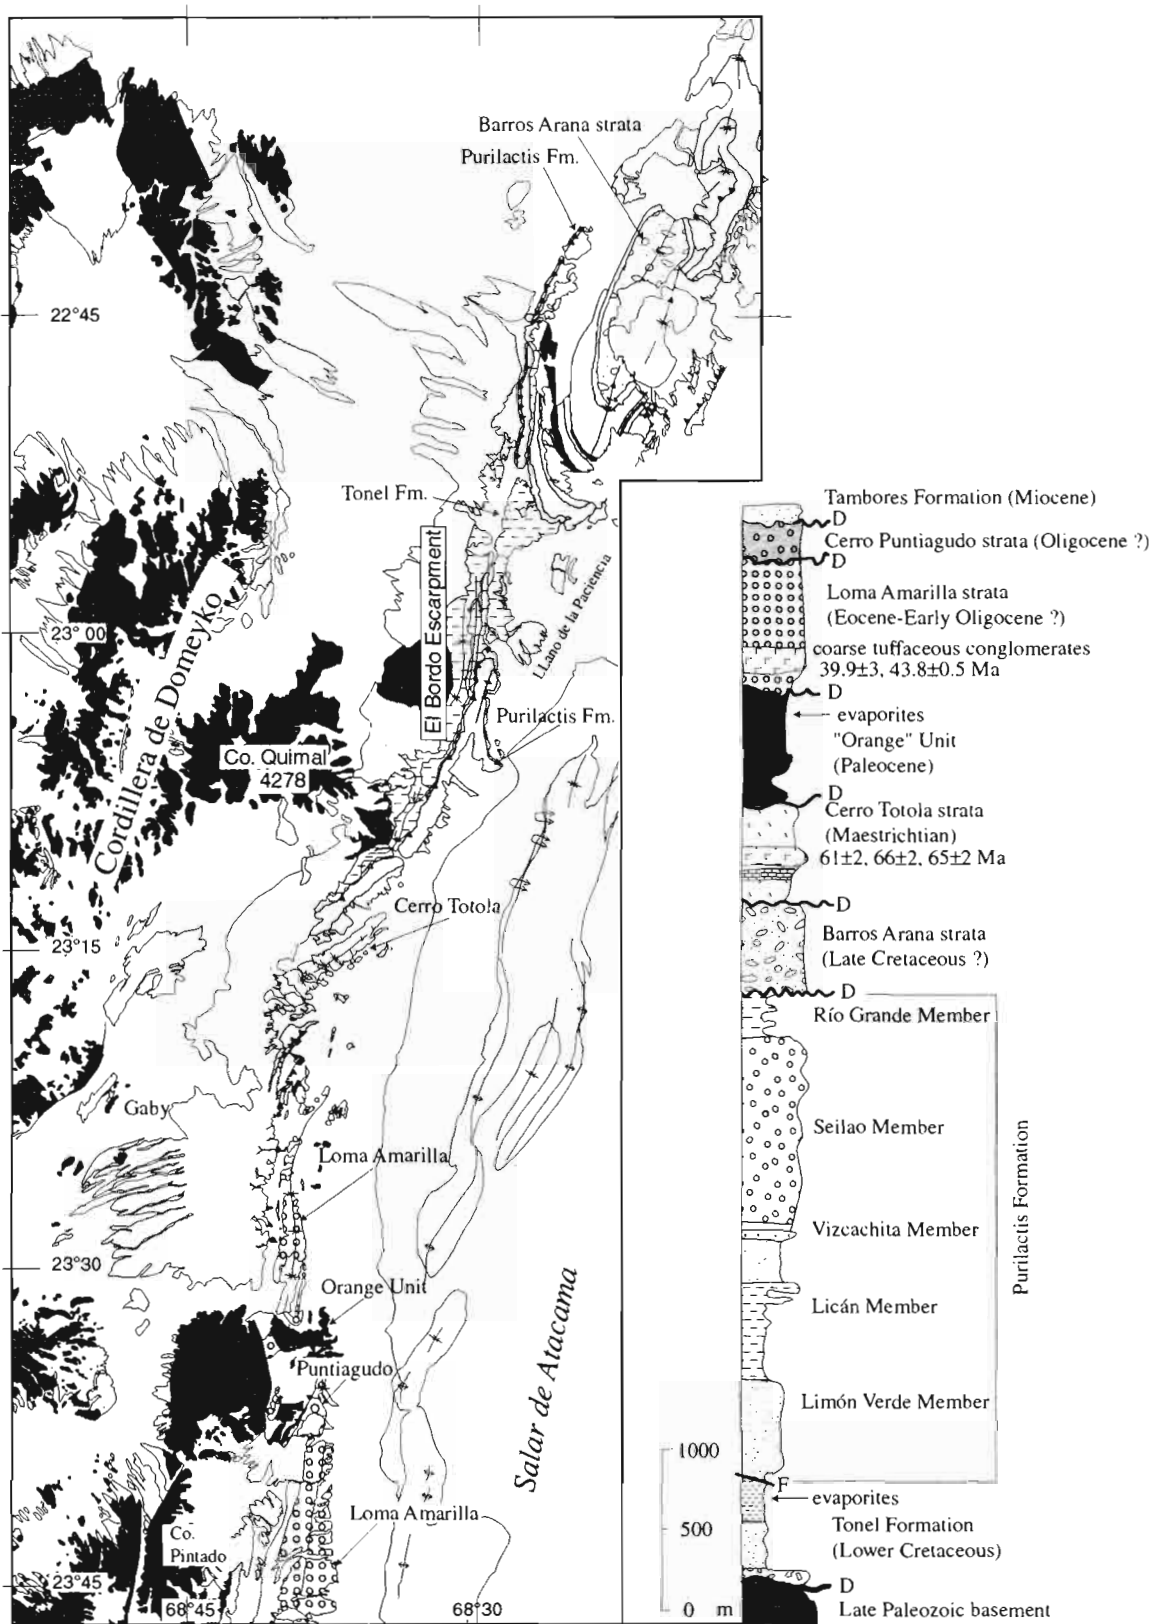 Barros Arana strata
Purilactis Fm.
22°45
Tonel Fm.
El Bordo Escarpment
LLano de la Paciencia
23°00
Cordillera de Domeyko
Purilactis Fm.
Co. Quimal
4278
Cerro Totola
23°15
Gaby
Loma Amarilla
23°30
Orange Unit
Puntiagudo
Salar de Atacama
Loma Amarilla
Co.
Pintado
23°45
68°45
68°30
Tambores Formation (Miocene)
D
Cerro Puntiagudo strata (Oligocene ?)
D
Loma Amarilla strata
(Eocene-Early Oligocene ?)
coarse tuffaceous conglomerates
39.9±3, 43.8±0.5 Ma
D
evaporites
"Orange" Unit
(Paleocene)
D
Cerro Totola strata
(Maestrichtian)
61±2, 66±2, 65±2 Ma
D
Barros Arana strata
(Late Cretaceous ?)
D
Río Grande Member
Seilao Member
Vizcachita Member
Licán Member
Limón Verde Member
Purilactis Formation
F
evaporites
Tonel Formation
(Lower Cretaceous)
D
Late Paleozoic basement
1000
500
0 m